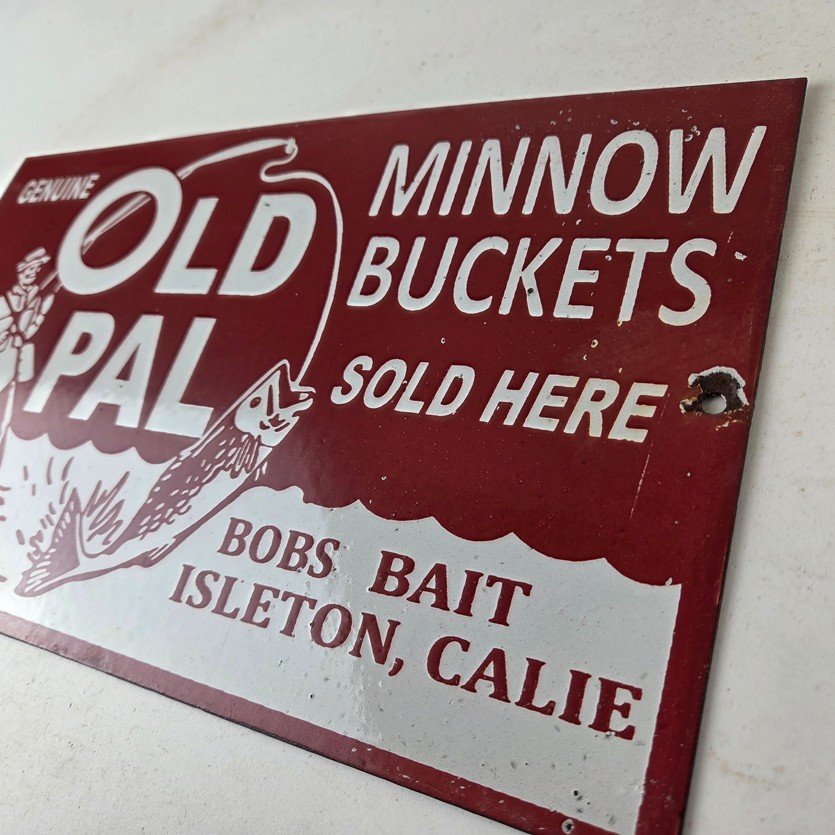 GENUINE
OLD
PAL
MINNOW
BUCKETS
SOLD HERE
BOBS BAIT
ISLETON, CALIE